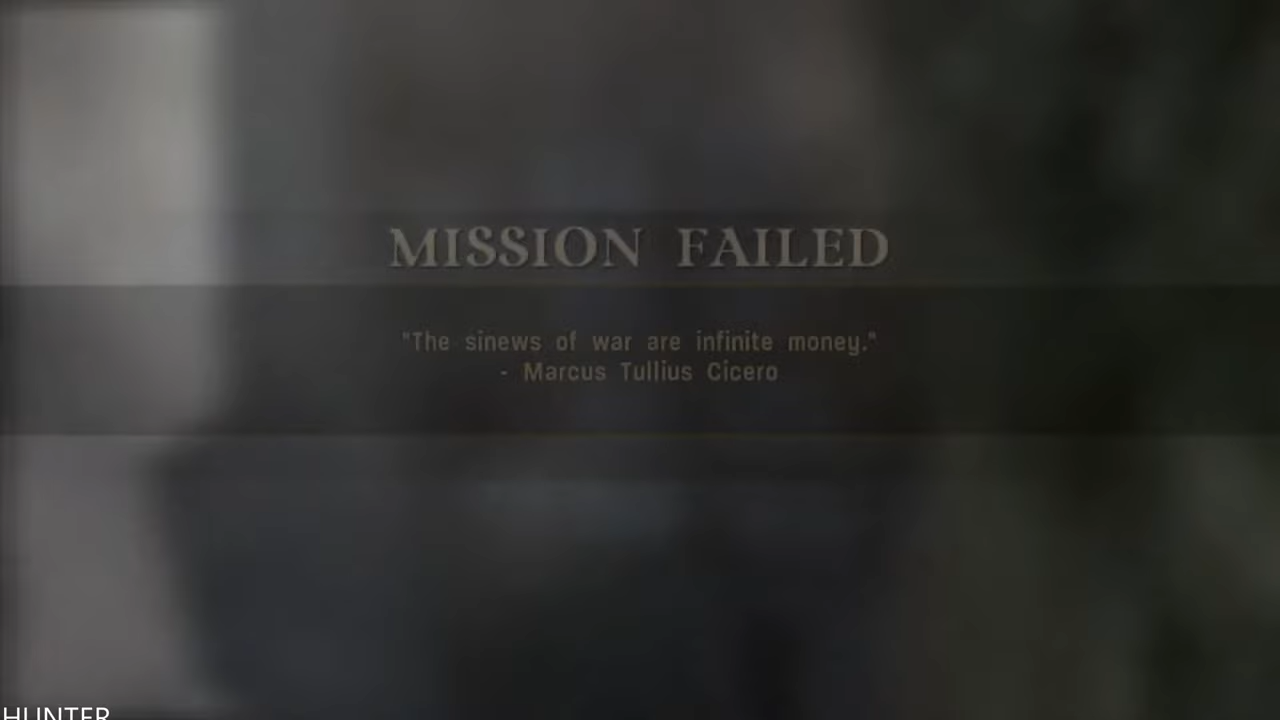 MISSION FAILED
"The sinews of war are infinite money."
- Marcus Tullius Cicero
HUNTER